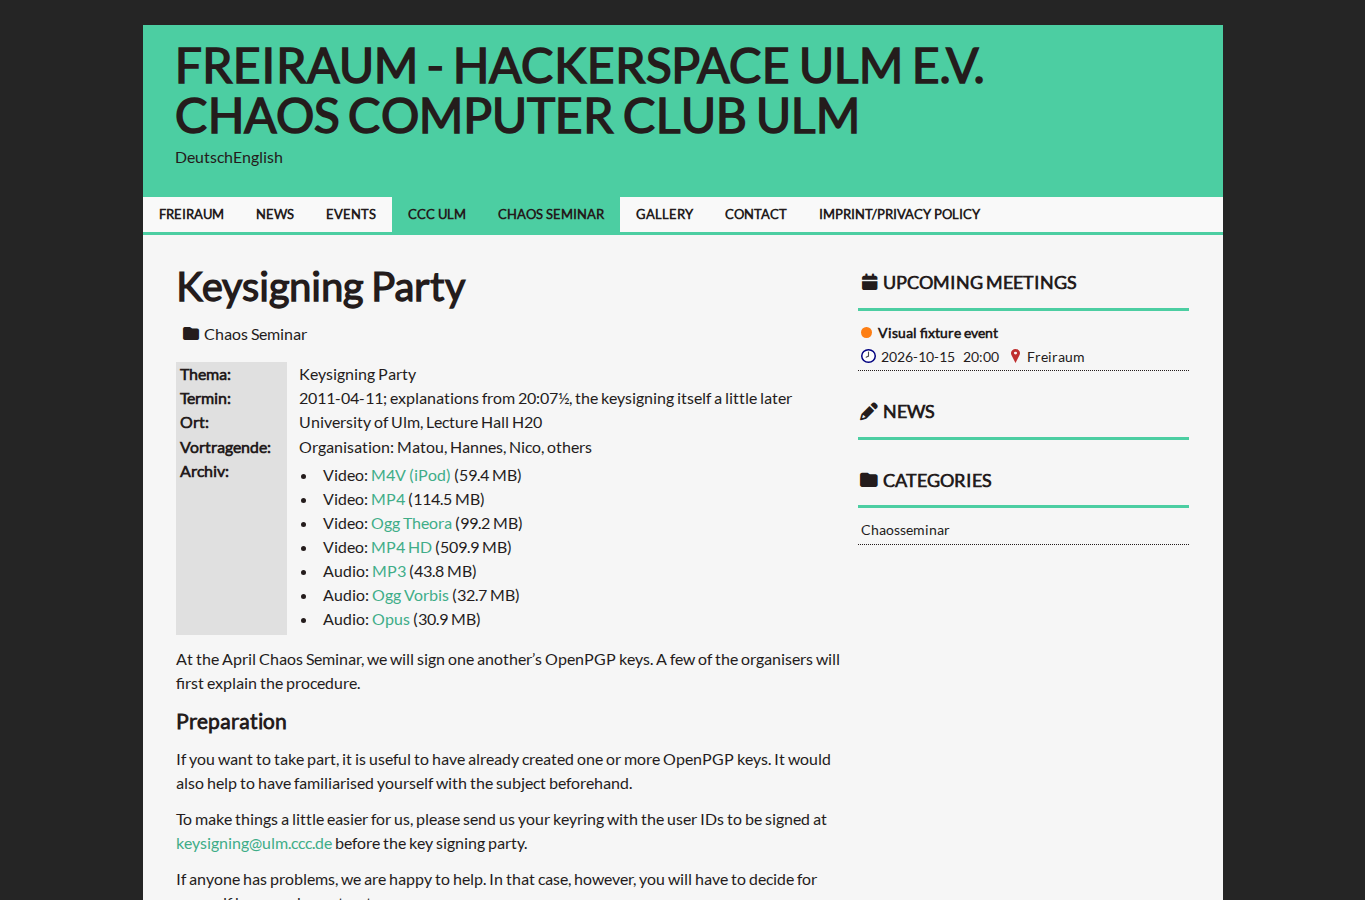 FREIRAUM - HACKERSPACE ULM E.V.
CHAOS COMPUTER CLUB ULM
DeutschEnglish
FREIRAUM NEWS EVENTS CCC ULM CHAOS SEMINAR GALLERY CONTACT IMPRINT/PRIVACY POLICY
Keysigning Party
Chaos Seminar
Thema: Keysigning Party
Termin: 2011-04-11; explanations from 20:07½, the keysigning itself a little later
Ort: University of Ulm, Lecture Hall H20
Vortragende: Organisation: Matou, Hannes, Nico, others
Archiv:
• Video: M4V (iPod) (59.4 MB)
• Video: MP4 (114.5 MB)
• Video: Ogg Theora (99.2 MB)
• Video: MP4 HD (509.9 MB)
• Audio: MP3 (43.8 MB)
• Audio: Ogg Vorbis (32.7 MB)
• Audio: Opus (30.9 MB)
At the April Chaos Seminar, we will sign one another’s OpenPGP keys. A few of the organisers will
first explain the procedure.
Preparation
If you want to take part, it is useful to have already created one or more OpenPGP keys. It would
also help to have familiarised yourself with the subject beforehand.
To make things a little easier for us, please send us your keyring with the user IDs to be signed at
keysigning@ulm.ccc.de before the key signing party.
If anyone has problems, we are happy to help. In that case, however, you will have to decide for
UPCOMING MEETINGS
Visual fixture event
2026-10-15 20:00 Freiraum
NEWS
CATEGORIES
Chaosseminar